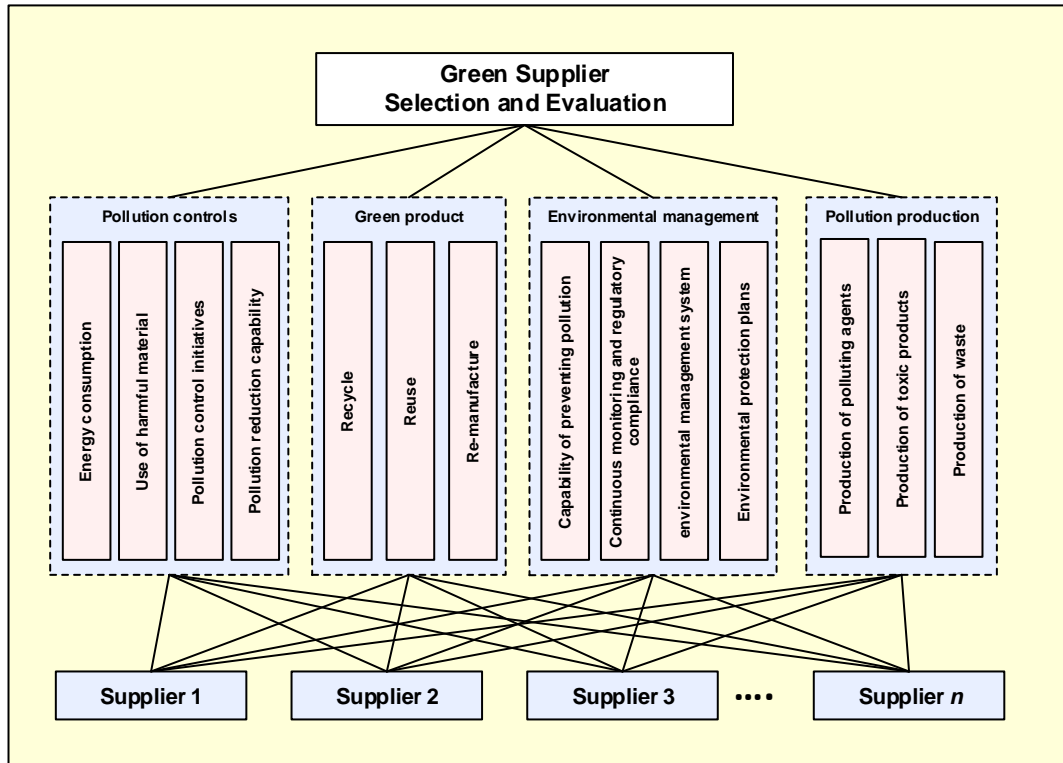 Green Supplier
Selection and Evaluation
Pollution controls
Energy consumption
Use of harmful material
Pollution control initiatives
Pollution reduction capability
Green product
Recycle
Reuse
Re-manufacture
Environmental management
Capability of preventing pollution
Continuous monitoring and regulatory
compliance
environmental management system
Environmental protection plans
Pollution production
Production of polluting agents
Production of toxic products
Production of waste
Supplier 1
Supplier 2
Supplier 3
....
Supplier n